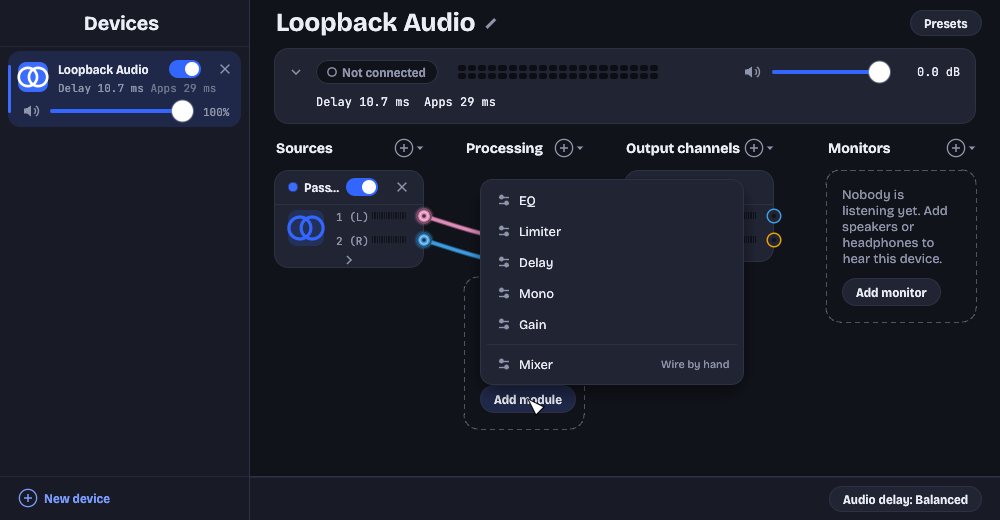 Devices
Loopback Audio
Delay 10.7 ms Apps 29 ms
100%
New device
Loopback Audio
Presets
Not connected
0.0 dB
Delay 10.7 ms Apps 29 ms
Sources
Processing
Output channels
Monitors
Pass...
1 (L)
2 (R)
EQ
Limiter
Delay
Mono
Gain
Mixer
Wire by hand
Add module
Nobody is
listening yet. Add
speakers or
headphones to
hear this device.
Add monitor
Audio delay: Balanced